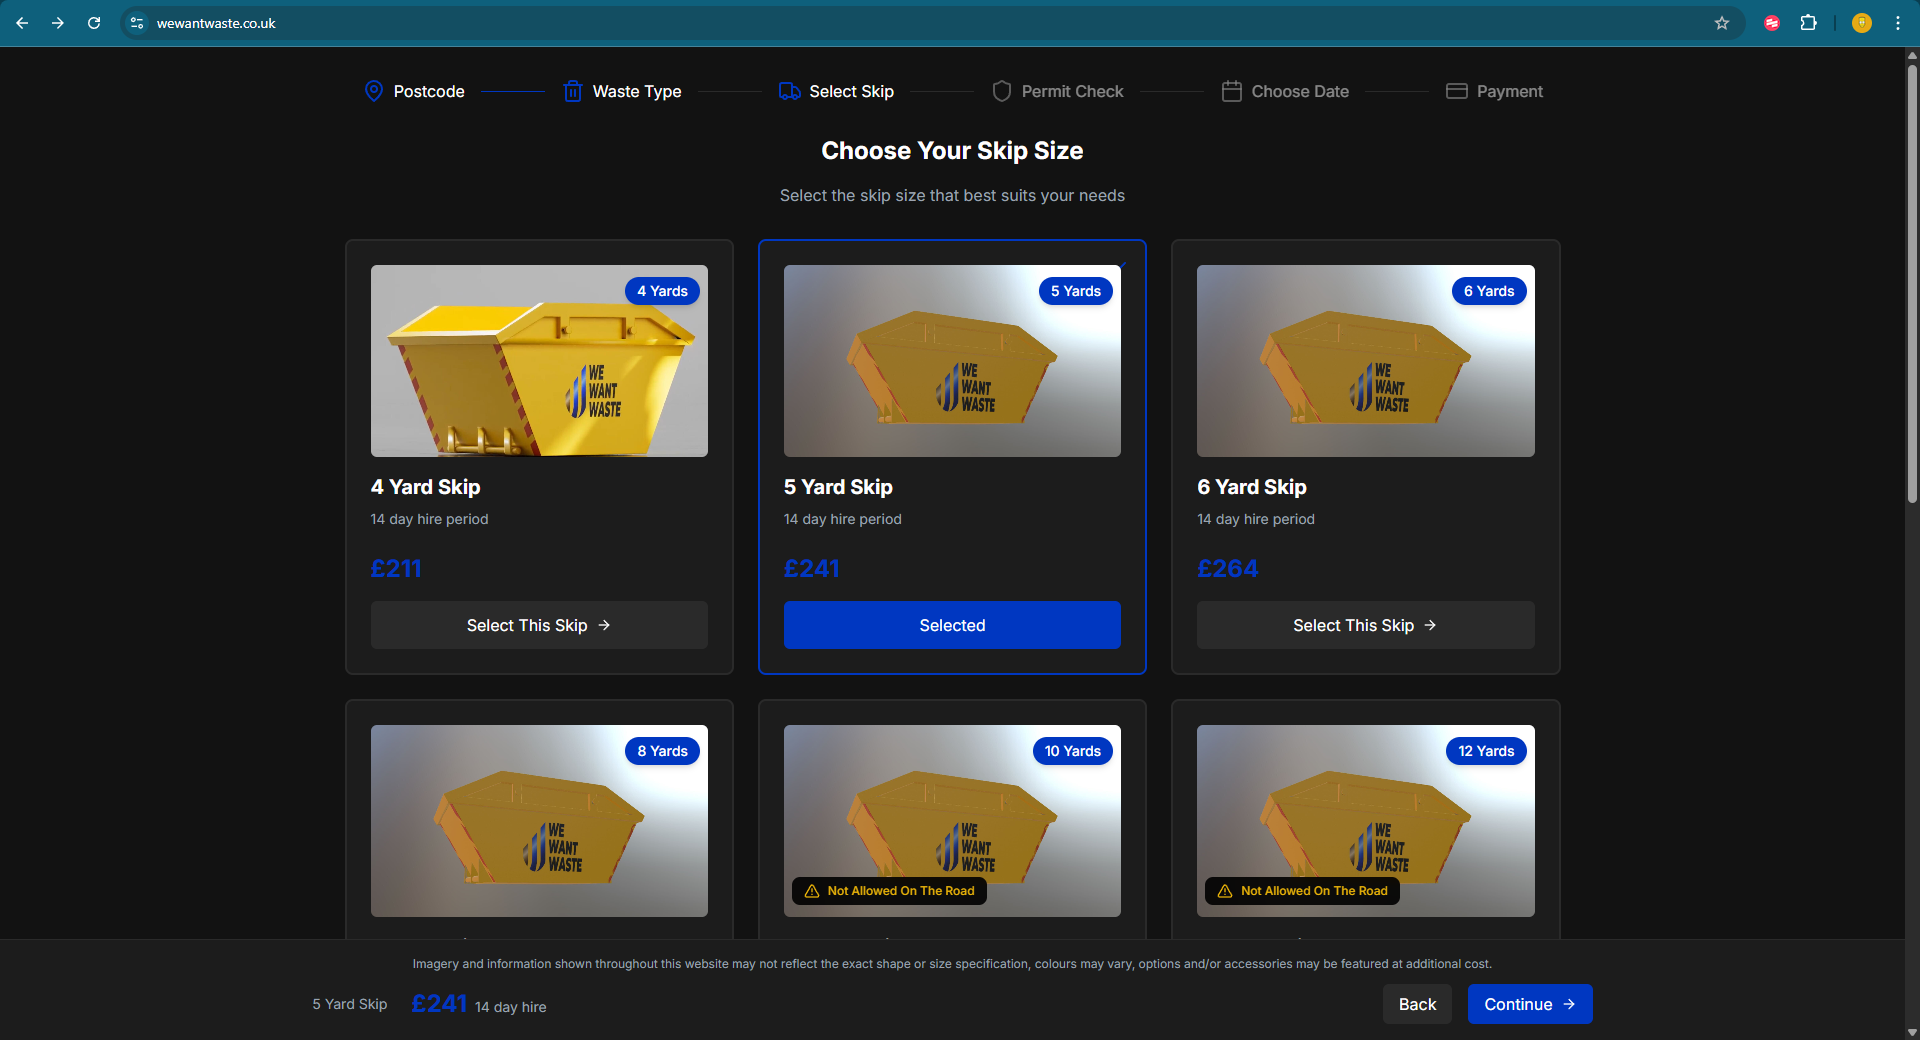 wewantwaste.co.uk
Postcode
Waste Type
Select Skip
Permit Check
Choose Date
Payment
Choose Your Skip Size
Select the skip size that best suits your needs
4 Yards
WE
WANT
WASTE
5 Yards
WE
WANT
WASTE
6 Yards
WE
WANT
WASTE
4 Yard Skip
14 day hire period
£211
Select This Skip
5 Yard Skip
14 day hire period
£241
Selected
6 Yard Skip
14 day hire period
£264
Select This Skip
8 Yards
WE
WANT
WASTE
10 Yards
WE
WANT
WASTE
Not Allowed On The Road
12 Yards
WE
WANT
WASTE
Not Allowed On The Road
Imagery and information shown throughout this website may not reflect the exact shape or size specification, colours may vary, options and/or accessories may be featured at additional cost.
5 Yard Skip
£241 14 day hire
Back
Continue